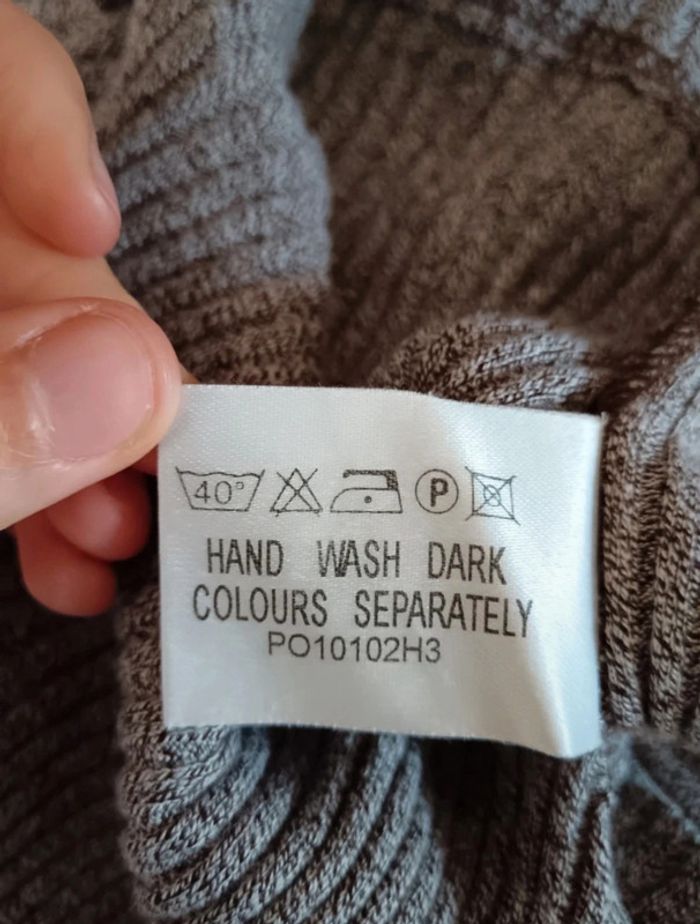 40°
P
HAND WASH DARK
COLOURS SEPARATELY
PO10102H3